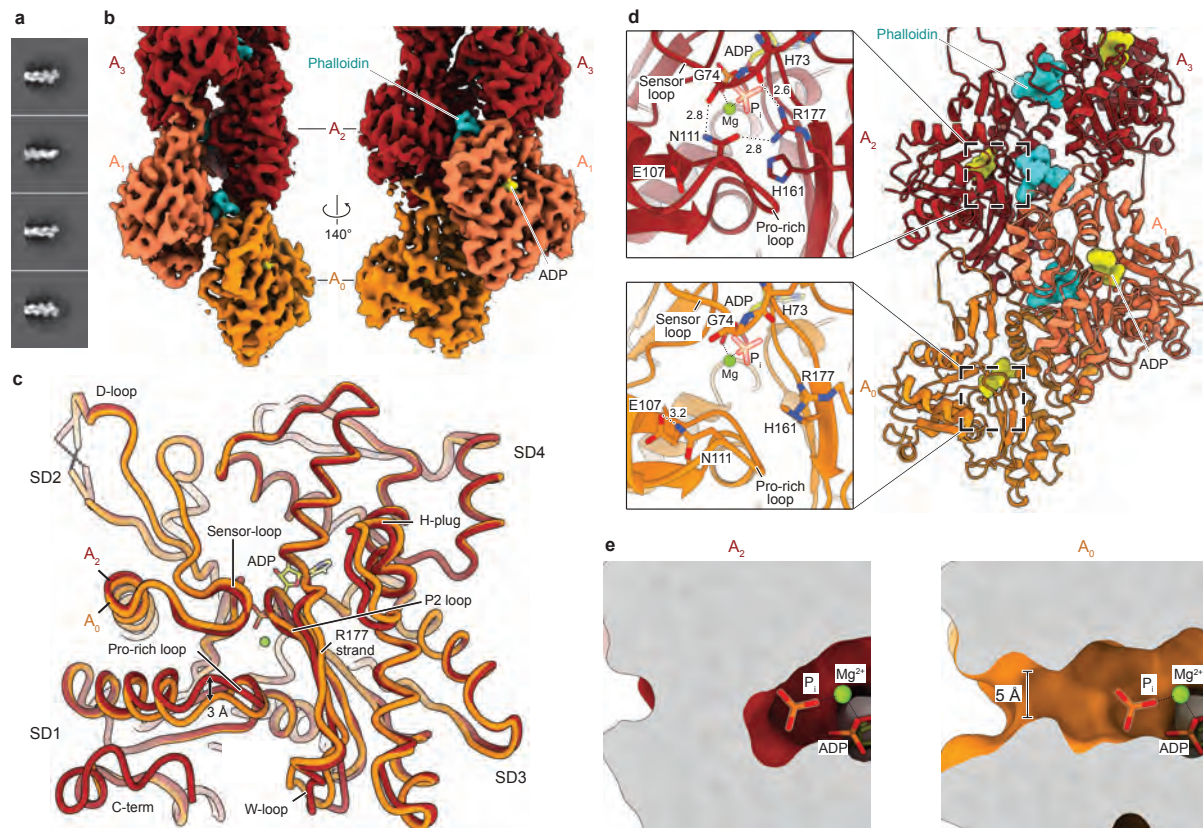 a
b
A3
Phalloidin
A2
A1
140°
A0
A3
A1
ADP
c
D-loop
SD2
Sensor-loop
ADP
H-plug
SD4
A2
A0
P2 loop
Pro-rich loop
R177
strand
3 Å
SD1
SD3
C-term
W-loop
d
ADP
Sensor
loop
G74
H73
Pi
2.6
Mg
R177
2.8
N111
2.8
E107
H161
Pro-rich
loop
A2
Phalloidin
A3
A1
ADP
ADP
Sensor
loop
G74
H73
Pi
Mg
R177
E107
3.2
H161
N111
Pro-rich
loop
A0
e
A2
Pi
Mg2+
ADP
A0
5 Å
Pi
Mg2+
ADP